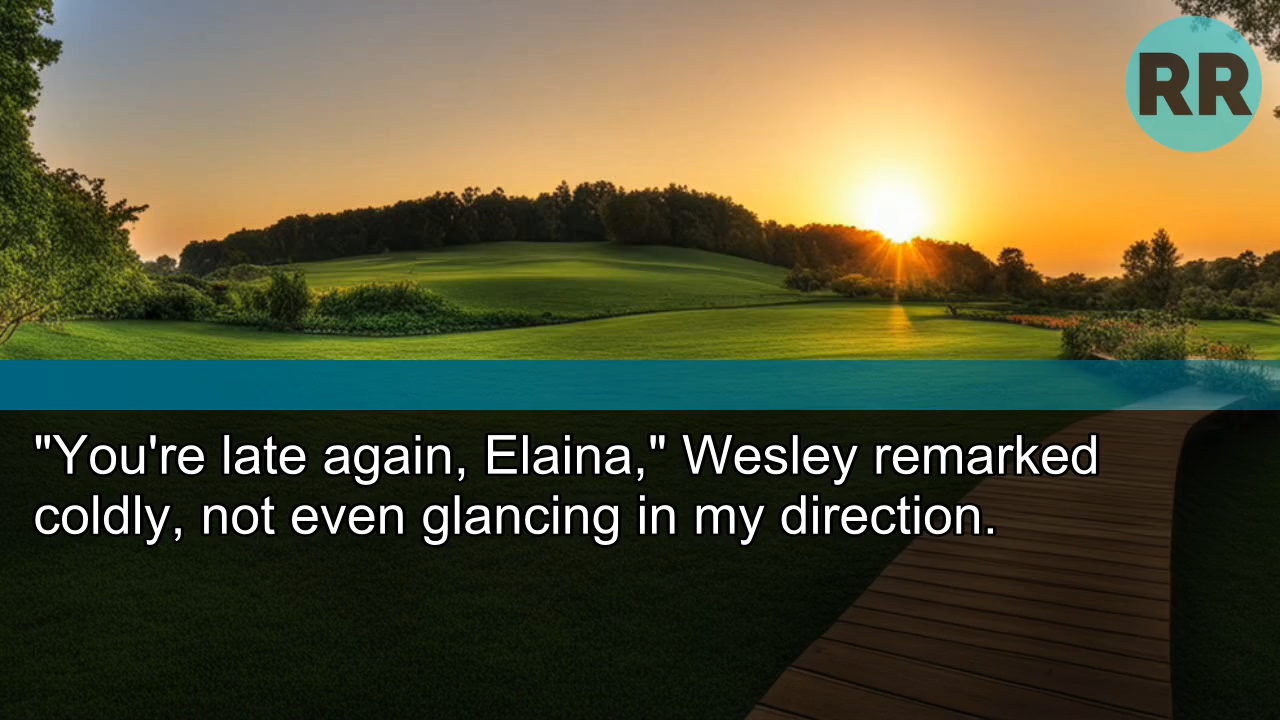 RR
"You're late again, Elaina," Wesley remarked
coldly, not even glancing in my direction.